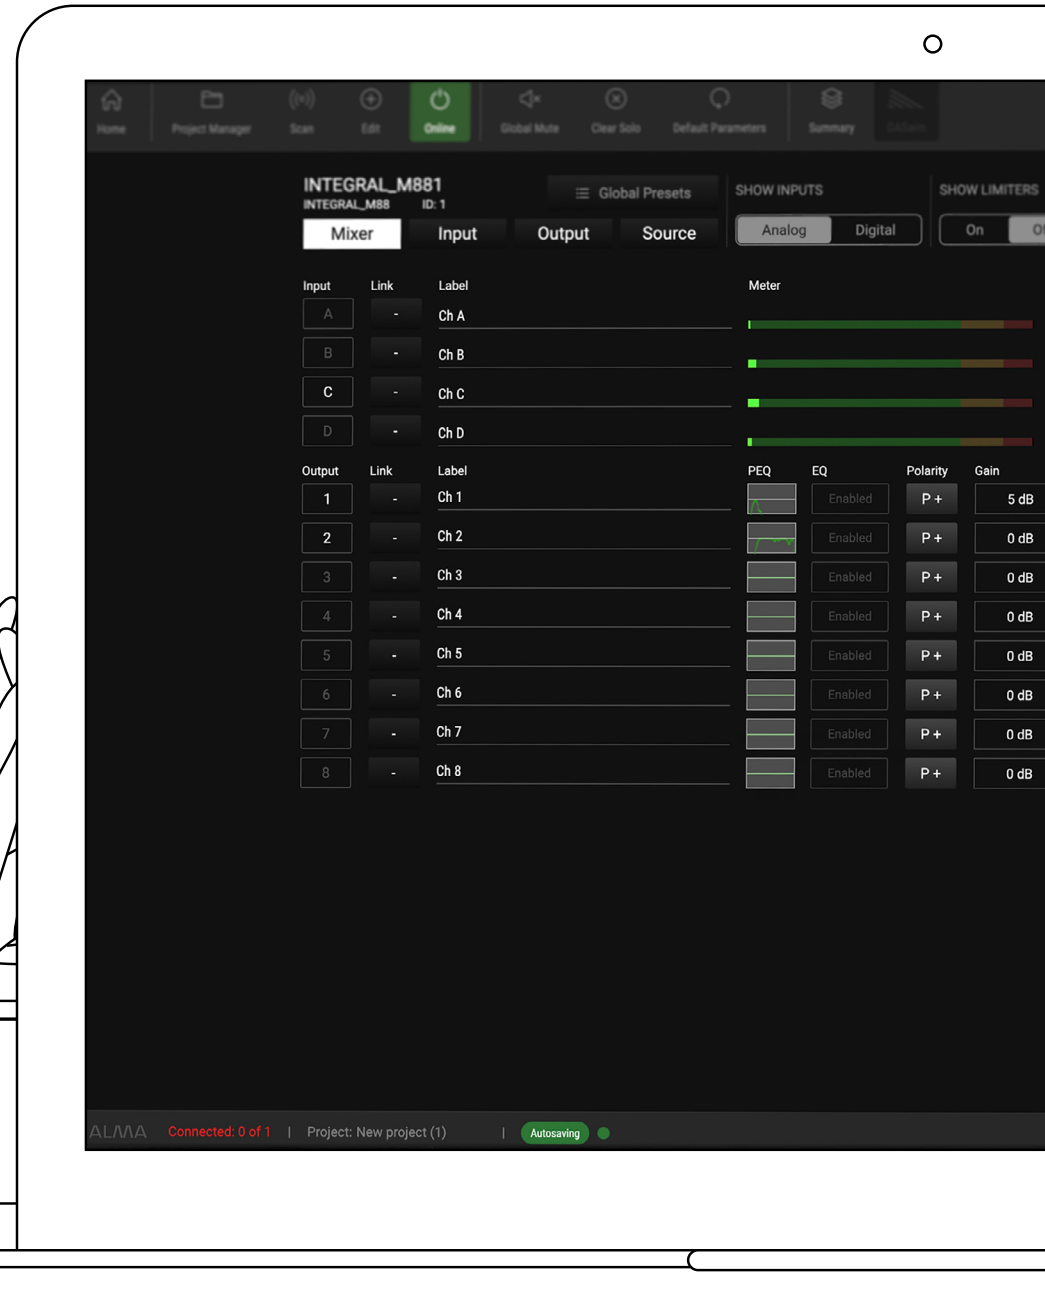 Home Project Manager Scan Edit Online Global Mute Clear Solo Default Parameters Summary
INTEGRAL_M881
INTEGRAL_M88 ID: 1
Global Presets
SHOW INPUTS
SHOW LIMITERS
Mixer Input Output Source
Analog Digital
On
Input Link Label Meter
A - Ch A
B - Ch B
C - Ch C
D - Ch D
Output Link Label PEQ EQ Polarity Gain
1 - Ch 1 Enabled P + 5 dB
2 - Ch 2 Enabled P + 0 dB
3 - Ch 3 Enabled P + 0 dB
4 - Ch 4 Enabled P + 0 dB
5 - Ch 5 Enabled P + 0 dB
6 - Ch 6 Enabled P + 0 dB
7 - Ch 7 Enabled P + 0 dB
8 - Ch 8 Enabled P + 0 dB
ALMA Connected: 0 of 1 | Project: New project (1) | Autosaving